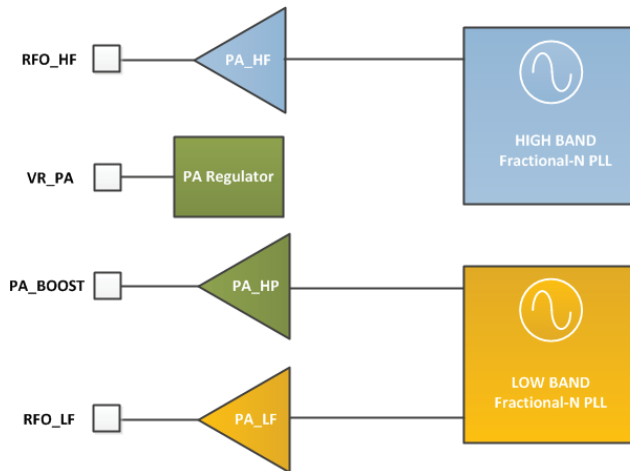 RFO_HF
PA_HF
HIGH BAND
Fractional-N PLL
VR_PA
PA Regulator
PA_BOOST
PA_HP
LOW BAND
Fractional-N PLL
RFO_LF
PA_LF